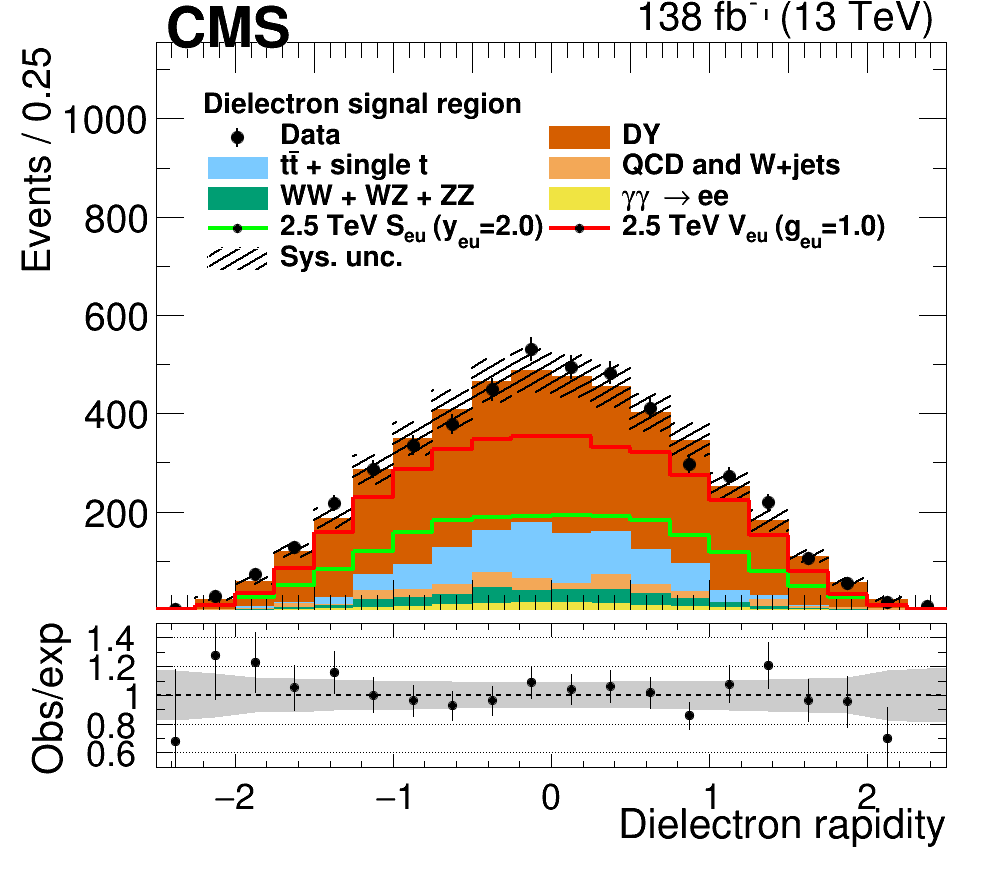 CMS 138 fb⁻¹ (13 TeV)
Events / 0.25
1000
800
600
400
200
Dielectron signal region
Data DY
tt̄ + single t QCD and W+jets
WW + WZ + ZZ γγ → ee
2.5 TeV S_eu (y_eu=2.0) 2.5 TeV V_eu (g_eu=1.0)
Sys. unc.
Obs/exp
1.4
1.2
1
0.8
0.6
−2 −1 0 1 2
Dielectron rapidity